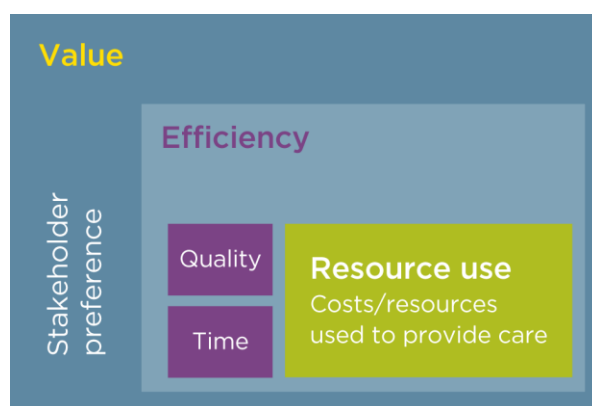 Value
Stakeholder
preference
Efficiency
Quality
Time
Resource use
Costs/resources
used to provide care